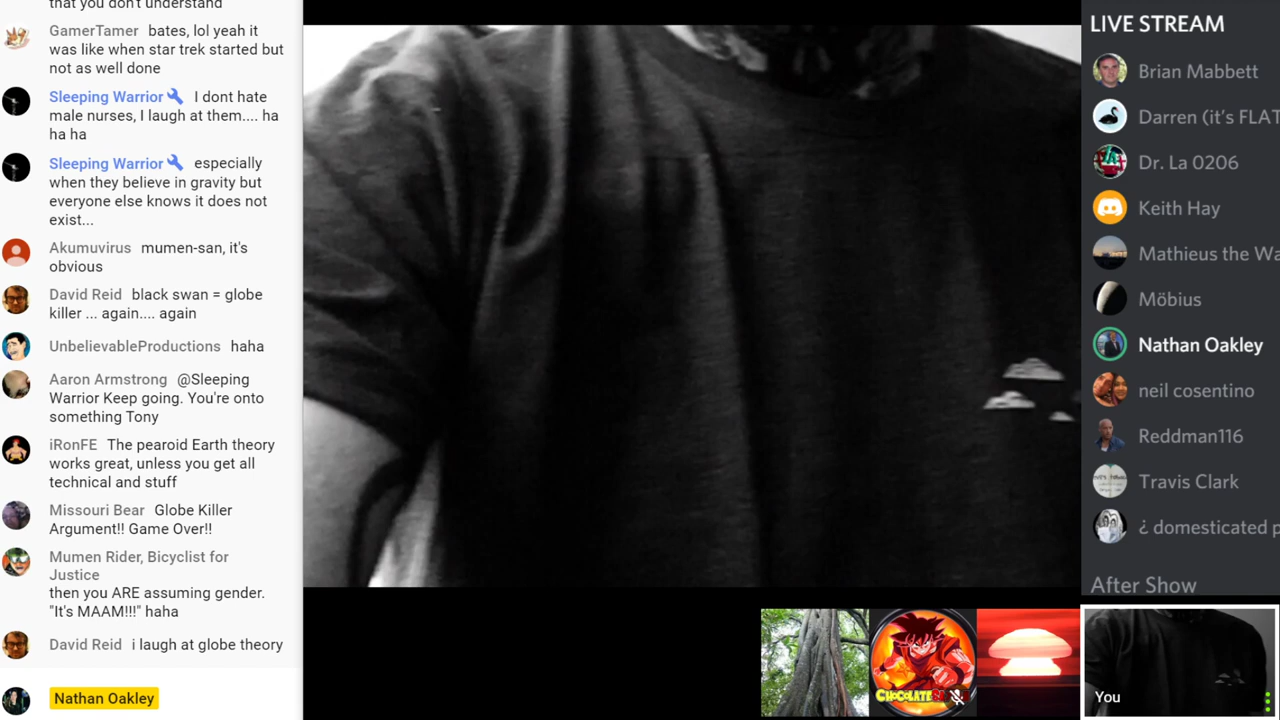 that you don't understand
GamerTamer bates, lol yeah it
was like when star trek started but
not as well done
Sleeping Warrior I dont hate
male nurses, I laugh at them.... ha
ha ha
Sleeping Warrior especially
when they believe in gravity but
everyone else knows it does not
exist...
Akumuvirus mumen-san, it's
obvious
David Reid black swan = globe
killer ... again.... again
UnbelievableProductions haha
Aaron Armstrong @Sleeping
Warrior Keep going. You're onto
something Tony
iRonFE The pearoid Earth theory
works great, unless you get all
technical and stuff
Missouri Bear Globe Killer
Argument!! Game Over!!
Mumen Rider, Bicyclist for
Justice
then you ARE assuming gender.
"It's MAAM!!!" haha
David Reid i laugh at globe theory
Nathan Oakley
LIVE STREAM
Brian Mabbett
Darren (it's FLAT
Dr. La 0206
Keith Hay
Mathieus the Wa
Möbius
Nathan Oakley
neil cosentino
Reddman116
Travis Clark
¿ domesticated p
After Show
You